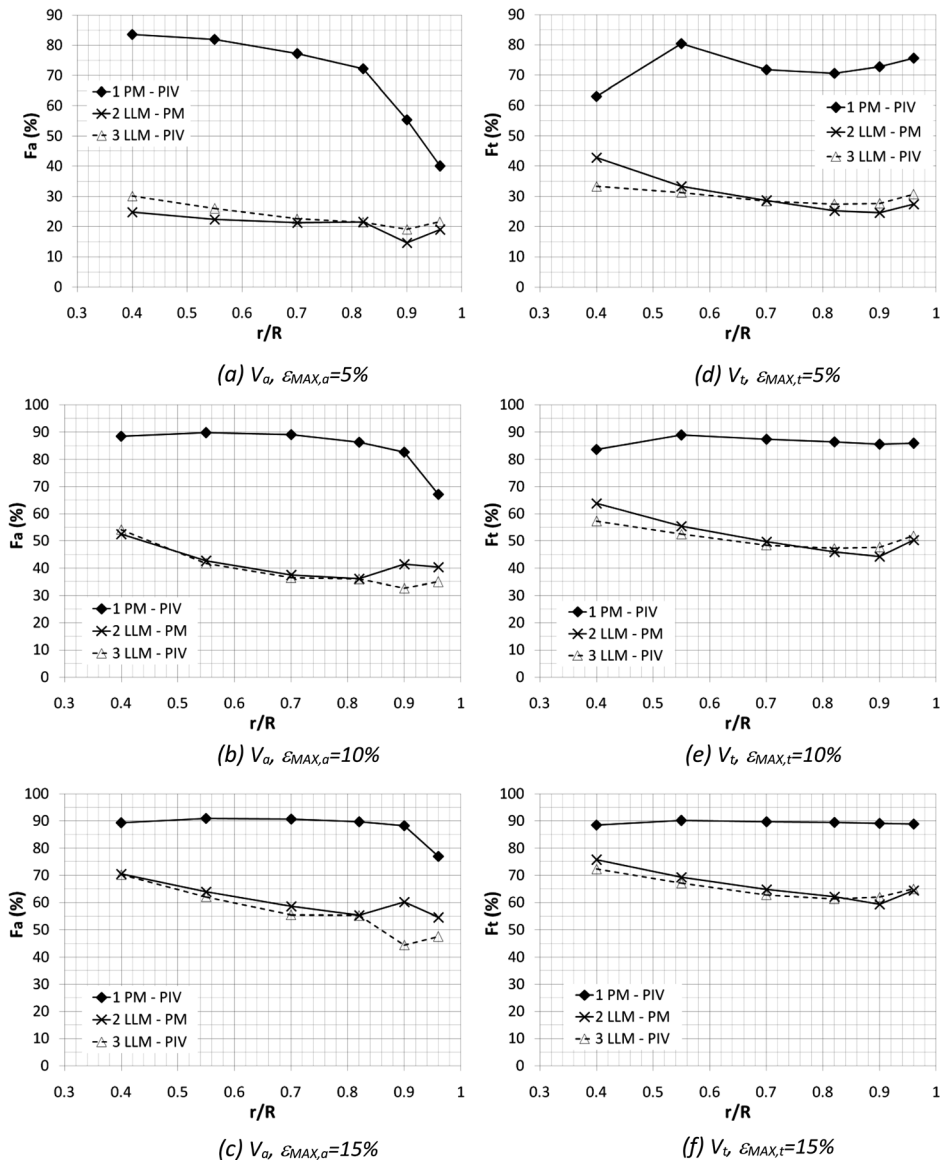 90
80
70
60
50
40
30
20
10
0
Fa (%)
1 PM - PIV
2 LLM - PM
3 LLM - PIV
0.3 0.4 0.5 0.6 0.7 0.8 0.9 1
r/R
(a) Va, εMAX,a=5%
90
80
70
60
50
40
30
20
10
0
Ft (%)
1 PM - PIV
2 LLM - PM
3 LLM - PIV
0.3 0.4 0.5 0.6 0.7 0.8 0.9 1
r/R
(d) Vt, εMAX,t=5%
100
90
80
70
60
50
40
30
20
10
0
Fa (%)
1 PM - PIV
2 LLM - PM
3 LLM - PIV
0.3 0.4 0.5 0.6 0.7 0.8 0.9 1
r/R
(b) Va, εMAX,a=10%
100
90
80
70
60
50
40
30
20
10
0
Ft (%)
1 PM - PIV
2 LLM - PM
3 LLM - PIV
0.3 0.4 0.5 0.6 0.7 0.8 0.9 1
r/R
(e) Vt, εMAX,t=10%
100
90
80
70
60
50
40
30
20
10
0
Fa (%)
1 PM - PIV
2 LLM - PM
3 LLM - PIV
0.3 0.4 0.5 0.6 0.7 0.8 0.9 1
r/R
(c) Va, εMAX,a=15%
100
90
80
70
60
50
40
30
20
10
0
Ft (%)
1 PM - PIV
2 LLM - PM
3 LLM - PIV
0.3 0.4 0.5 0.6 0.7 0.8 0.9 1
r/R
(f) Vt, εMAX,t=15%